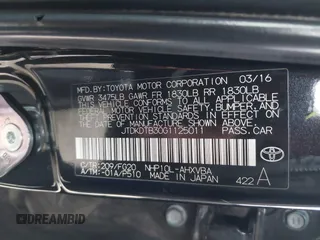 MFD.BY:TOYOTA MOTOR CORPORATION 03/16
GVWR 3475LB GAWR FR 1830LB RR 1830LB
THIS VEHICLE CONFORMS TO ALL APPLICABLE
FEDERAL MOTOR VEHICLE SAFETY, BUMPER, AND
THEFT PREVENTION STANDARDS IN EFFECT ON
THE DATE OF MANUFACTURE SHOWN ABOVE.
JTDKDTB30G1125011 PASS.CAR
C/TR:209/FG20 NHP10L-AHXVBA
A/TM:-01A/P510 MADE IN JAPAN 422 A
DREAMBID